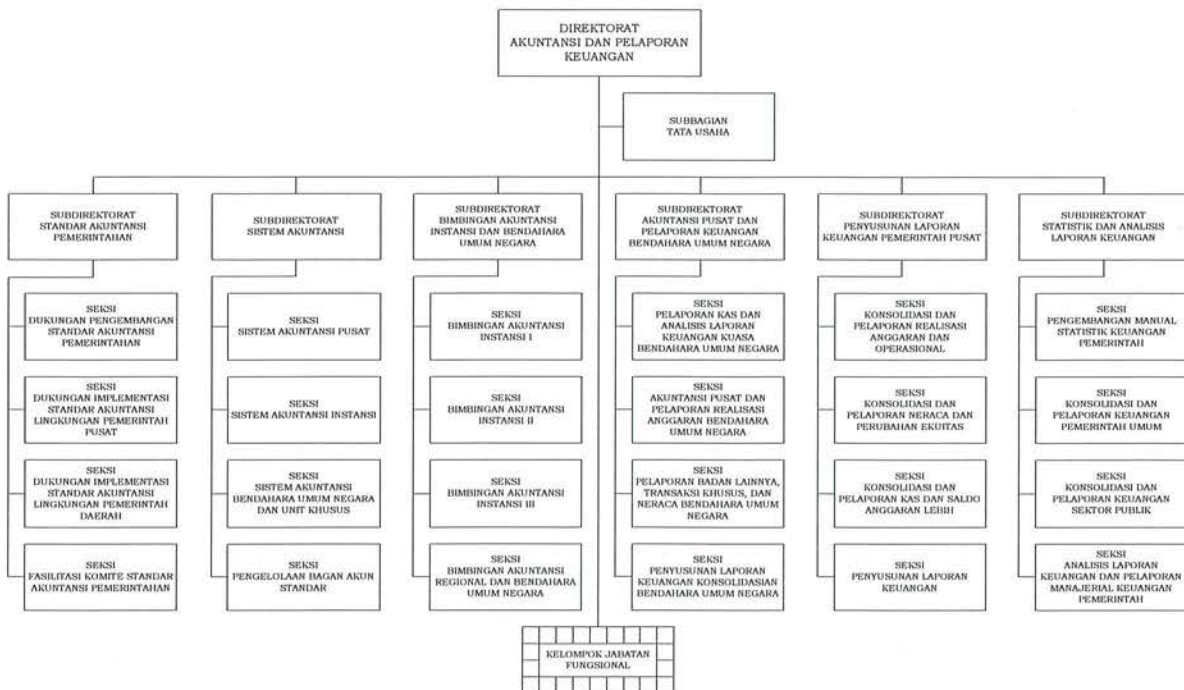 DIREKTORAT
AKUNTANSI DAN PELAPORAN
KEUANGAN
SUBBAGIAN
TATA USAHA
SUBDIREKTORAT
STANDAR AKUNTANSI
PEMERINTAHAN
SUBDIREKTORAT
SISTEM AKUNTANSI
SUBDIREKTORAT
BIMBINGAN AKUNTANSI
INSTANSI DAN BENDAHARA
UMUM NEGARA
SUBDIREKTORAT
AKUNTANSI PUSAT DAN
PELAPORAN KEUANGAN
BENDAHARA UMUM NEGARA
SUBDIREKTORAT
PENYUSUNAN LAPORAN
KEUANGAN PEMERINTAH PUSAT
SUBDIREKTORAT
STATISTIK DAN ANALISIS
LAPORAN KEUANGAN
SEKSI
DUKUNGAN PENGEMBANGAN
STANDAR AKUNTANSI
PEMERINTAHAN
SEKSI
SISTEM AKUNTANSI PUSAT
SEKSI
BIMBINGAN AKUNTANSI
INSTANSI I
SEKSI
PELAPORAN KAS DAN
ANALISIS LAPORAN
KEUANGAN KUASA
BENDAHARA UMUM NEGARA
SEKSI
KONSOLIDASI DAN
PELAPORAN REALISASI
ANGGARAN DAN
OPERASIONAL
SEKSI
PENGEMBANGAN MANUAL
STATISTIK KEUANGAN
PEMERINTAH
SEKSI
DUKUNGAN IMPLEMENTASI
STANDAR AKUNTANSI
LINGKUNGAN PEMERINTAH
PUSAT
SEKSI
SISTEM AKUNTANSI INSTANSI
SEKSI
BIMBINGAN AKUNTANSI
INSTANSI II
SEKSI
AKUNTANSI PUSAT DAN
PELAPORAN REALISASI
ANGGARAN BENDAHARA
UMUM NEGARA
SEKSI
KONSOLIDASI DAN
PELAPORAN NERACA DAN
PERUBAHAN EKUITAS
SEKSI
KONSOLIDASI DAN
PELAPORAN KEUANGAN
PEMERINTAH UMUM
SEKSI
DUKUNGAN IMPLEMENTASI
STANDAR AKUNTANSI
LINGKUNGAN PEMERINTAH
DAERAH
SEKSI
SISTEM AKUNTANSI
BENDAHARA UMUM NEGARA
DAN UNIT KHUSUS
SEKSI
BIMBINGAN AKUNTANSI
INSTANSI III
SEKSI
PELAPORAN BADAN LAINNYA,
TRANSAKSI KHUSUS, DAN
NERACA BENDAHARA UMUM
NEGARA
SEKSI
KONSOLIDASI DAN
PELAPORAN KAS DAN SALDO
ANGGARAN LEBIH
SEKSI
KONSOLIDASI DAN
PELAPORAN KEUANGAN
SEKTOR PUBLIK
SEKSI
FASILITASI KOMITE STANDAR
AKUNTANSI PEMERINTAHAN
SEKSI
PENGELOLAAN BAGAN AKUN
STANDAR
SEKSI
BIMBINGAN AKUNTANSI
REGIONAL DAN BENDAHARA
UMUM NEGARA
SEKSI
PENYUSUNAN LAPORAN
KEUANGAN KONSOLIDASIAN
BENDAHARA UMUM NEGARA
SEKSI
PENYUSUNAN LAPORAN
KEUANGAN
SEKSI
ANALISIS LAPORAN
KEUANGAN DAN PELAPORAN
MANAJERIAL KEUANGAN
PEMERINTAH
KELOMPOK JABATAN
FUNGSIONAL